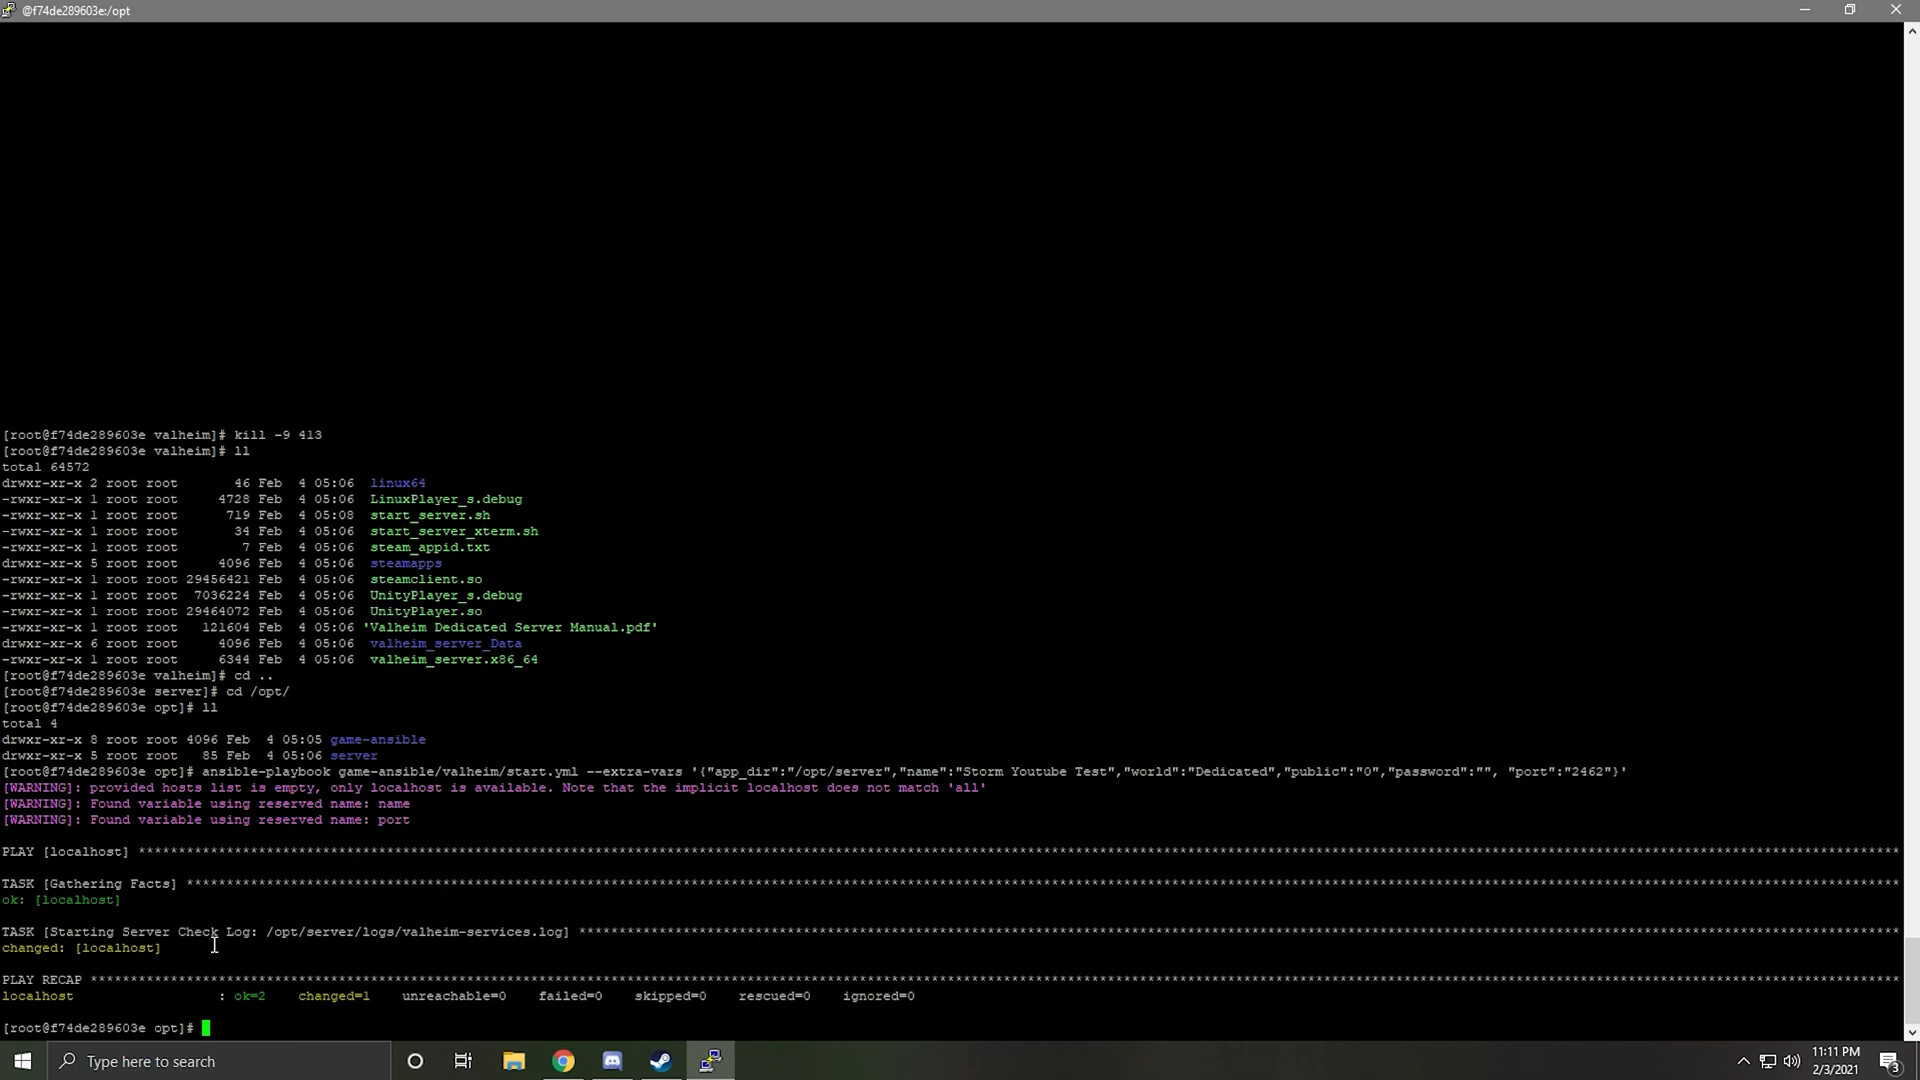 @f74de289603e:/opt
[root@f74de289603e valheim]# kill -9 413
[root@f74de289603e valheim]# ll
total 64572
drwxr-xr-x 2 root root       46 Feb  4 05:06 linux64
-rwxr-xr-x 1 root root     4728 Feb  4 05:06 LinuxPlayer_s.debug
-rwxr-xr-x 1 root root      719 Feb  4 05:08 start_server.sh
-rwxr-xr-x 1 root root       34 Feb  4 05:06 start_server_xterm.sh
-rwxr-xr-x 1 root root        7 Feb  4 05:06 steam_appid.txt
drwxr-xr-x 5 root root     4096 Feb  4 05:06 steamapps
-rwxr-xr-x 1 root root 29456421 Feb  4 05:06 steamclient.so
-rwxr-xr-x 1 root root  7036224 Feb  4 05:06 UnityPlayer_s.debug
-rwxr-xr-x 1 root root 29464072 Feb  4 05:06 UnityPlayer.so
-rwxr-xr-x 1 root root   121604 Feb  4 05:06 'Valheim Dedicated Server Manual.pdf'
drwxr-xr-x 6 root root     4096 Feb  4 05:06 valheim_server_Data
-rwxr-xr-x 1 root root     6344 Feb  4 05:06 valheim_server.x86_64
[root@f74de289603e valheim]# cd ..
[root@f74de289603e server]# cd /opt/
[root@f74de289603e opt]# ll
total 4
drwxr-xr-x 8 root root 4096 Feb  4 05:05 game-ansible
drwxr-xr-x 5 root root   85 Feb  4 05:06 server
[root@f74de289603e opt]# ansible-playbook game-ansible/valheim/start.yml --extra-vars '{"app_dir":"/opt/server","name":"Storm Youtube Test","world":"Dedicated","public":"0","password":"", "port":"2462"}'
[WARNING]: provided hosts list is empty, only localhost is available. Note that the implicit localhost does not match 'all'
[WARNING]: Found variable using reserved name: name
[WARNING]: Found variable using reserved name: port
PLAY [localhost] ****************************************************************
TASK [Gathering Facts] ****************************************************************
ok: [localhost]
TASK [Starting Server Check Log: /opt/server/logs/valheim-services.log] ****************************************************************
changed: [localhost]
PLAY RECAP ****************************************************************
localhost                  : ok=2    changed=1    unreachable=0    failed=0    skipped=0    rescued=0    ignored=0
[root@f74de289603e opt]#
Type here to search
11:11 PM
2/3/2021
3